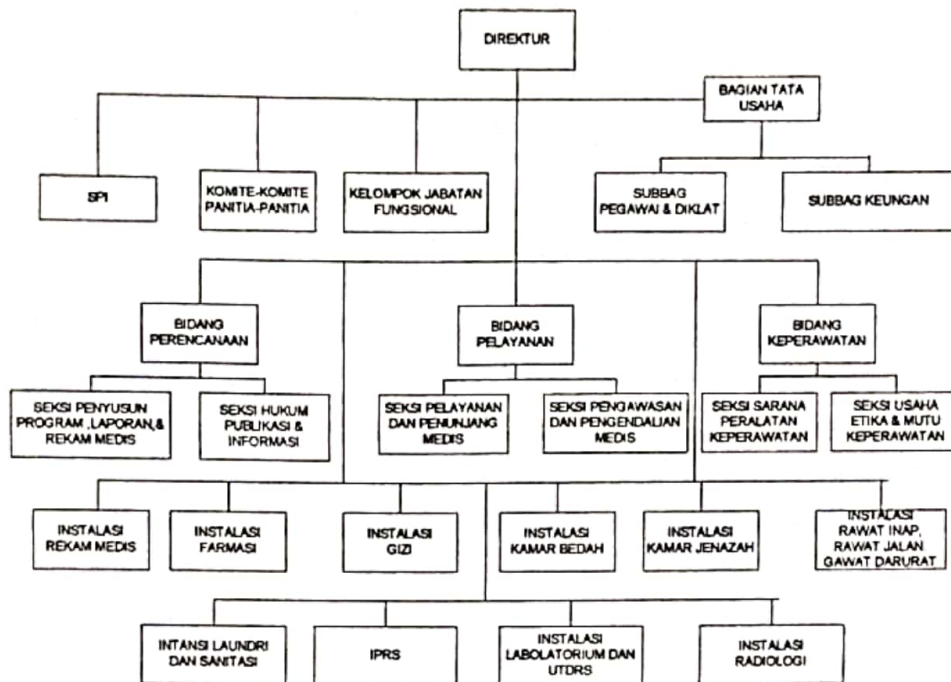 DIREKTUR
BAGIAN TATA
USAHA
SPI
KOMITE-KOMITE
PANITIA-PANITIA
KELOMPOK JABATAN
FUNGSIONAL
SUBBAG
PEGAWAI & DIKLAT
SUBBAG KEUNGAN
BIDANG
PERENCANAAN
BIDANG
PELAYANAN
BIDANG
KEPERAWATAN
SEKSI PENYUSUN
PROGRAM ,LAPORAN,&
REKAM MEDIS
SEKSI HUKUM
PUBLIKASI &
INFORMASI
SEKSI PELAYANAN
DAN PENUNJANG
MEDIS
SEKSI PENGAWASAN
DAN PENGENDALIAN
MEDIS
SEKSI SARANA
PERALATAN
KEPERAWATAN
SEKSI USAHA
ETIKA & MUTU
KEPERAWATAN
INSTALASI
REKAM MEDIS
INSTALASI
FARMASI
INSTALASI
GIZI
INSTALASI
KAMAR BEDAH
INSTALASI
KAMAR JENAZAH
INSTALASI
RAWAT INAP,
RAWAT JALAN
GAWAT DARURAT
INTANSI LAUNDRI
DAN SANITASI
IPRS
INSTALASI
LABOLATORIUM DAN
UTDRS
INSTALASI
RADIOLOGI